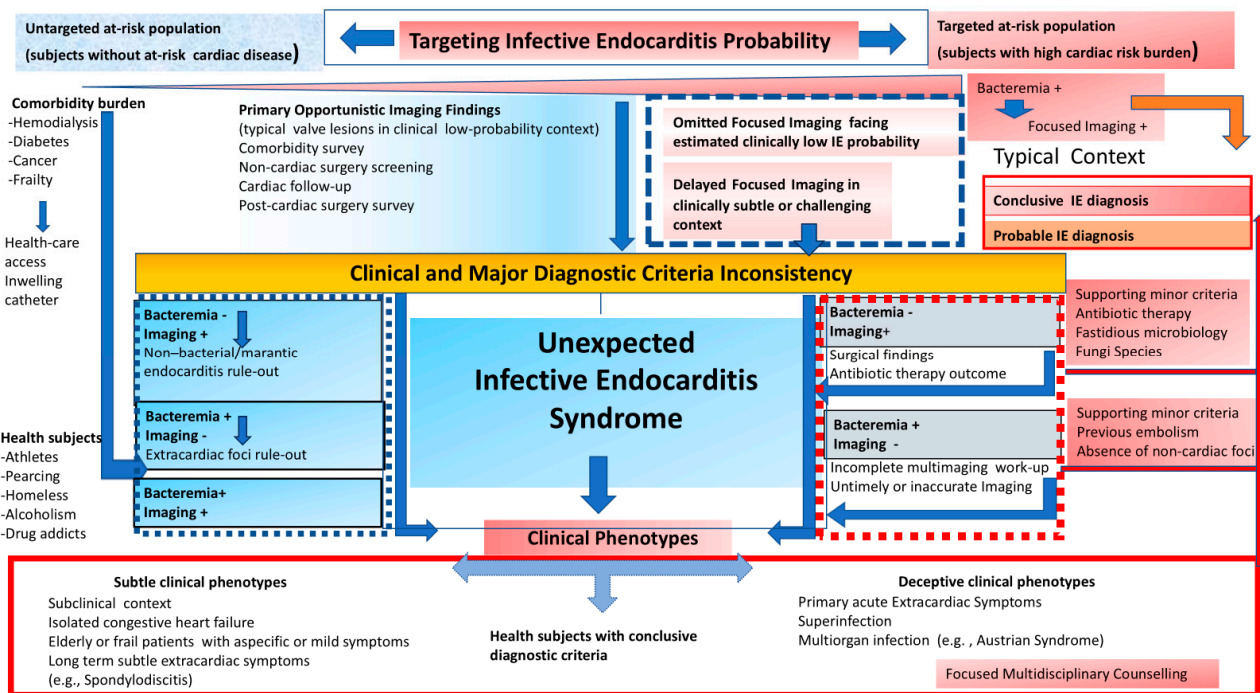 Untargeted at-risk population
(subjects without at-risk cardiac disease)
Targeting Infective Endocarditis Probability
Targeted at-risk population
(subjects with high cardiac risk burden)
Comorbidity burden
-Hemodialysis
-Diabetes
-Cancer
-Frailty
Health-care
access
Inwelling
catheter
Primary Opportunistic Imaging Findings
(typical valve lesions in clinical low-probability context)
Comorbidity survey
Non-cardiac surgery screening
Cardiac follow-up
Post-cardiac surgery survey
Omitted Focused Imaging facing
estimated clinically low IE probability
Delayed Focused Imaging in
clinically subtle or challenging
context
Bacteremia +
Focused Imaging +
Typical Context
Conclusive IE diagnosis
Probable IE diagnosis
Clinical and Major Diagnostic Criteria Inconsistency
Bacteremia -
Imaging +
Non–bacterial/marantic
endocarditis rule-out
Bacteremia +
Imaging -
Extracardiac foci rule-out
Bacteremia+
Imaging +
Health subjects
-Athletes
-Pearcing
-Homeless
-Alcoholism
-Drug addicts
Unexpected
Infective Endocarditis
Syndrome
Bacteremia -
Imaging+
Surgical findings
Antibiotic therapy outcome
Bacteremia +
Imaging -
Incomplete multimaging work-up
Untimely or inaccurate Imaging
Supporting minor criteria
Antibiotic therapy
Fastidious microbiology
Fungi Species
Supporting minor criteria
Previous embolism
Absence of non-cardiac foci
Clinical Phenotypes
Subtle clinical phenotypes
Subclinical context
Isolated congestive heart failure
Elderly or frail patients with aspecific or mild symptoms
Long term subtle extracardiac symptoms
(e.g., Spondylodiscitis)
Health subjects with conclusive
diagnostic criteria
Deceptive clinical phenotypes
Primary acute Extracardiac Symptoms
Superinfection
Multiorgan infection (e.g. , Austrian Syndrome)
Focused Multidisciplinary Counselling